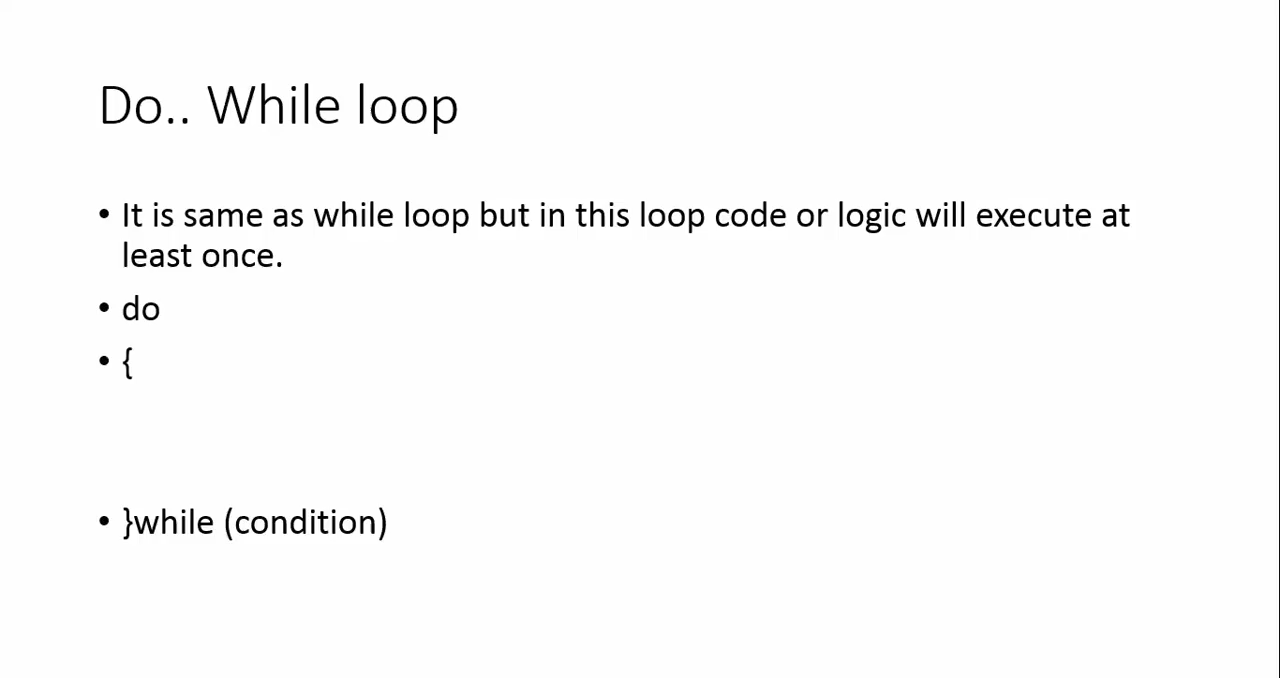 Do.. While loop
• It is same as while loop but in this loop code or logic will execute at
least once.
• do
• {
• }while (condition)